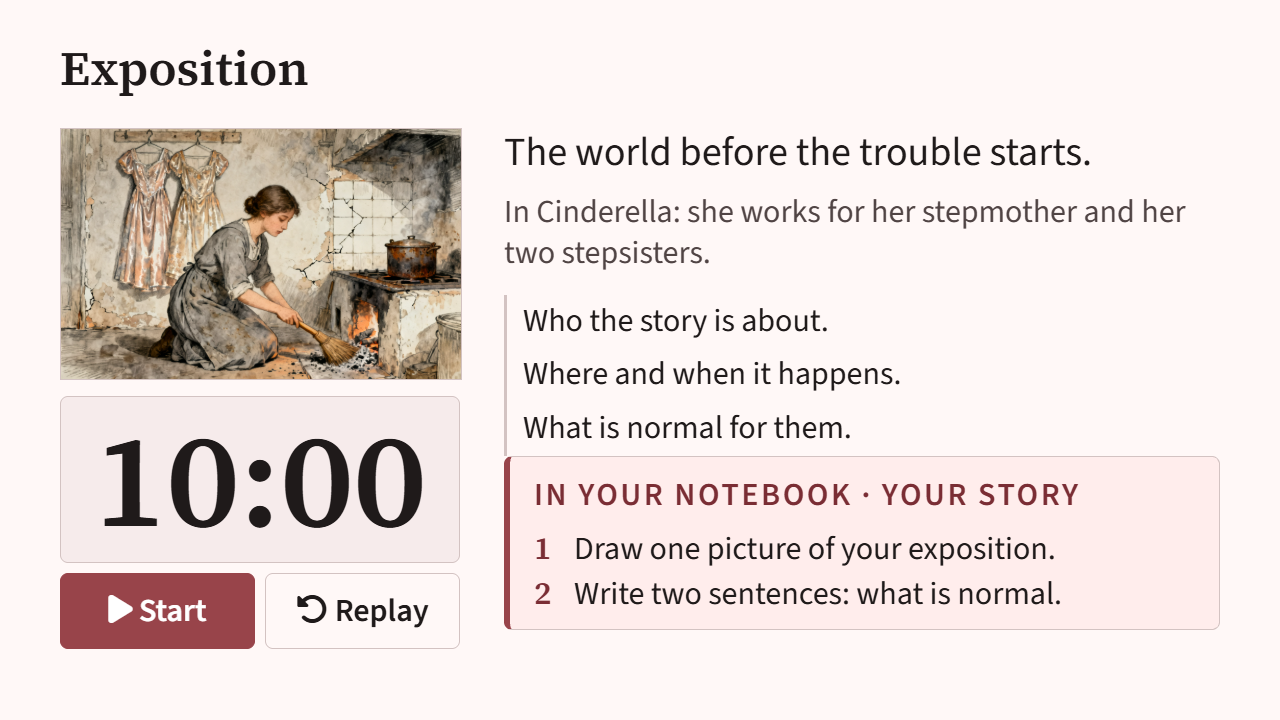 Exposition
The world before the trouble starts.
In Cinderella: she works for her stepmother and her
two stepsisters.
Who the story is about.
Where and when it happens.
What is normal for them.
10:00
Start
Replay
IN YOUR NOTEBOOK · YOUR STORY
1 Draw one picture of your exposition.
2 Write two sentences: what is normal.